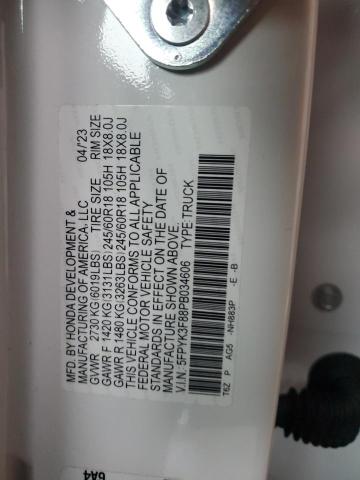 MFD. BY HONDA DEVELOPMENT &
MANUFACTURING OF AMERICA, LLC 04/'23
GVWR 2730 KG(6019LBS) TIRE SIZE RIM SIZE
GAWR F 1420 KG(3131LBS)245/60R18 105H 18X8.0J
GAWR R 1480 KG(3263LBS)245/60R18 105H 18X8.0J
THIS VEHICLE CONFORMS TO ALL APPLICABLE
FEDERAL MOTOR VEHICLE SAFETY
STANDARDS IN EFFECT ON THE DATE OF
MANUFACTURE SHOWN ABOVE.
V.I.N: 5FPYK3F88PB034606 TYPE:TRUCK
T6Z P AG5 -NH883P -E -B
6A4